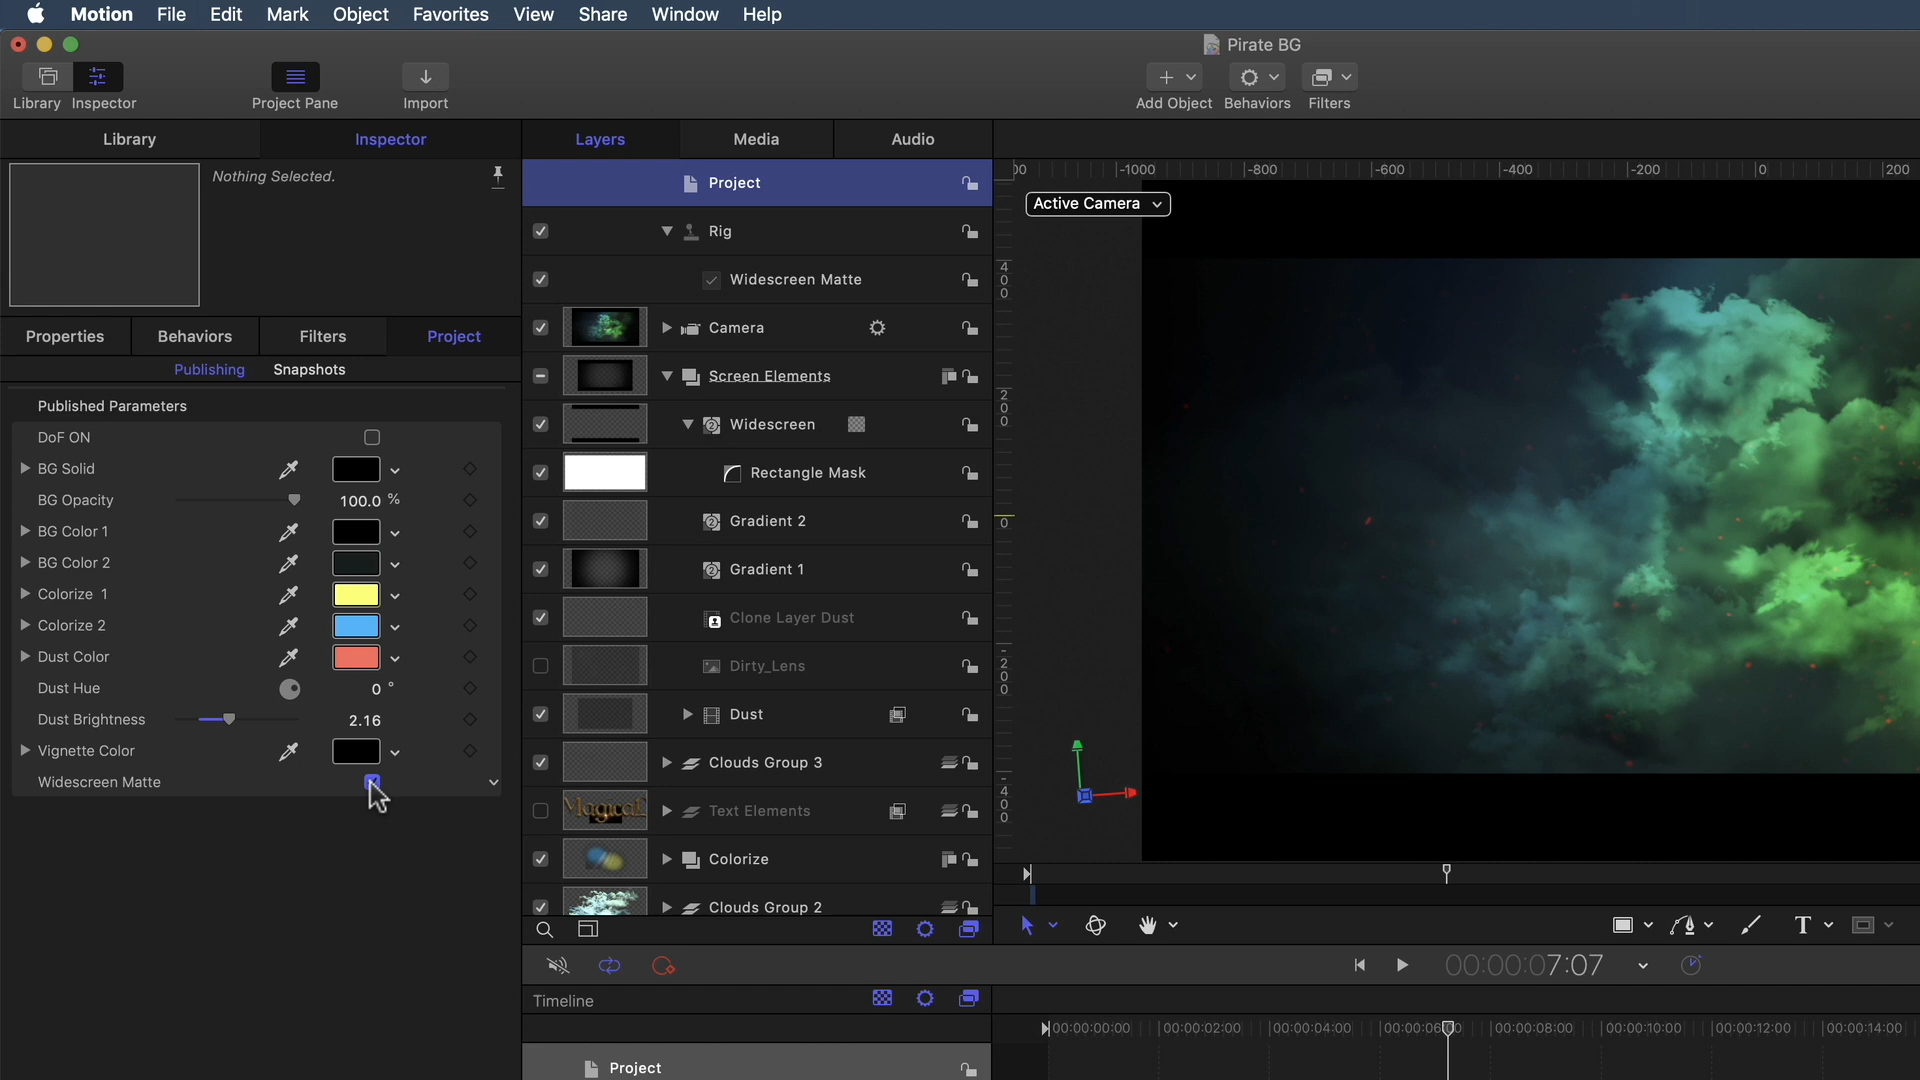 Motion File Edit Mark Object Favorites View Share Window Help
Pirate BG
Library Inspector Project Pane Import Add Object Behaviors Filters
Library Inspector
Nothing Selected.
Properties Behaviors Filters Project
Publishing Snapshots
Published Parameters
DoF ON
BG Solid
BG Opacity 100.0 %
BG Color 1
BG Color 2
Colorize 1
Colorize 2
Dust Color
Dust Hue 0 °
Dust Brightness 2.16
Vignette Color
Widescreen Matte
Layers Media Audio
Project
Rig
Widescreen Matte
Camera
Screen Elements
Widescreen
Rectangle Mask
Gradient 2
Gradient 1
Clone Layer Dust
Dirty_Lens
Dust
Clouds Group 3
Magical
Text Elements
Colorize
Clouds Group 2
-1000 -800 -600 -400 -200 0 200
Active Camera
400
200
0
-200
-400
T
00:00:00:07:07
Timeline
00:00:00:00 00:00:02:00 00:00:04:00 00:00:06:00 00:00:08:00 00:00:10:00 00:00:12:00 00:00:14:00
Project